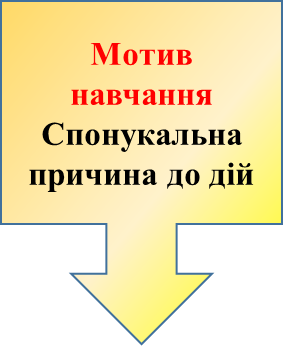 Мотив
навчання
Спонукальна
причина до дій